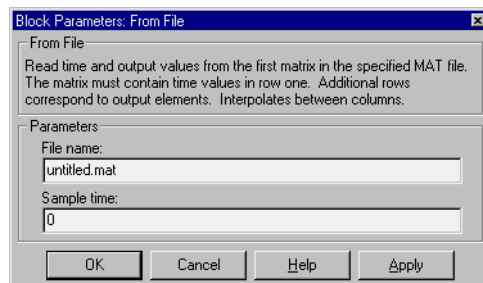 Block Parameters: From File
From File
Read time and output values from the first matrix in the specified MAT file.
The matrix must contain time values in row one.  Additional rows
correspond to output elements.  Interpolates between columns.
Parameters
File name:
untitled.mat
Sample time:
0
OK Cancel Help Apply